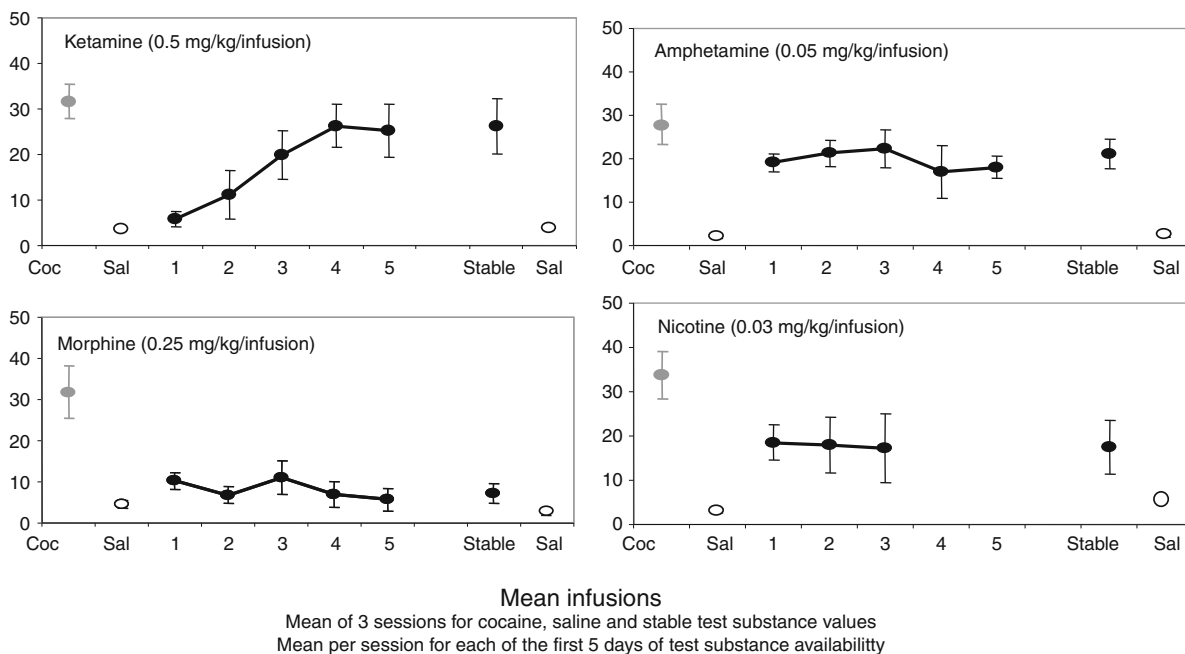 50
Ketamine (0.5 mg/kg/infusion)
40
30
20
10
0
Coc Sal 1 2 3 4 5 Stable Sal
50
Amphetamine (0.05 mg/kg/infusion)
40
30
20
10
0
Coc Sal 1 2 3 4 5 Stable Sal
50
Morphine (0.25 mg/kg/infusion)
40
30
20
10
0
Coc Sal 1 2 3 4 5 Stable Sal
50
Nicotine (0.03 mg/kg/infusion)
40
30
20
10
0
Coc Sal 1 2 3 4 5 Stable Sal
Mean infusions
Mean of 3 sessions for cocaine, saline and stable test substance values
Mean per session for each of the first 5 days of test substance availabilitty